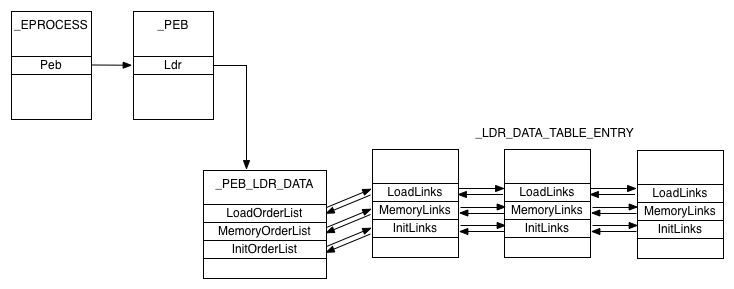 _EPROCESS
Peb
_PEB
Ldr
_LDR_DATA_TABLE_ENTRY
_PEB_LDR_DATA
LoadOrderList
MemoryOrderList
InitOrderList
LoadLinks
MemoryLinks
InitLinks
LoadLinks
MemoryLinks
InitLinks
LoadLinks
MemoryLinks
InitLinks